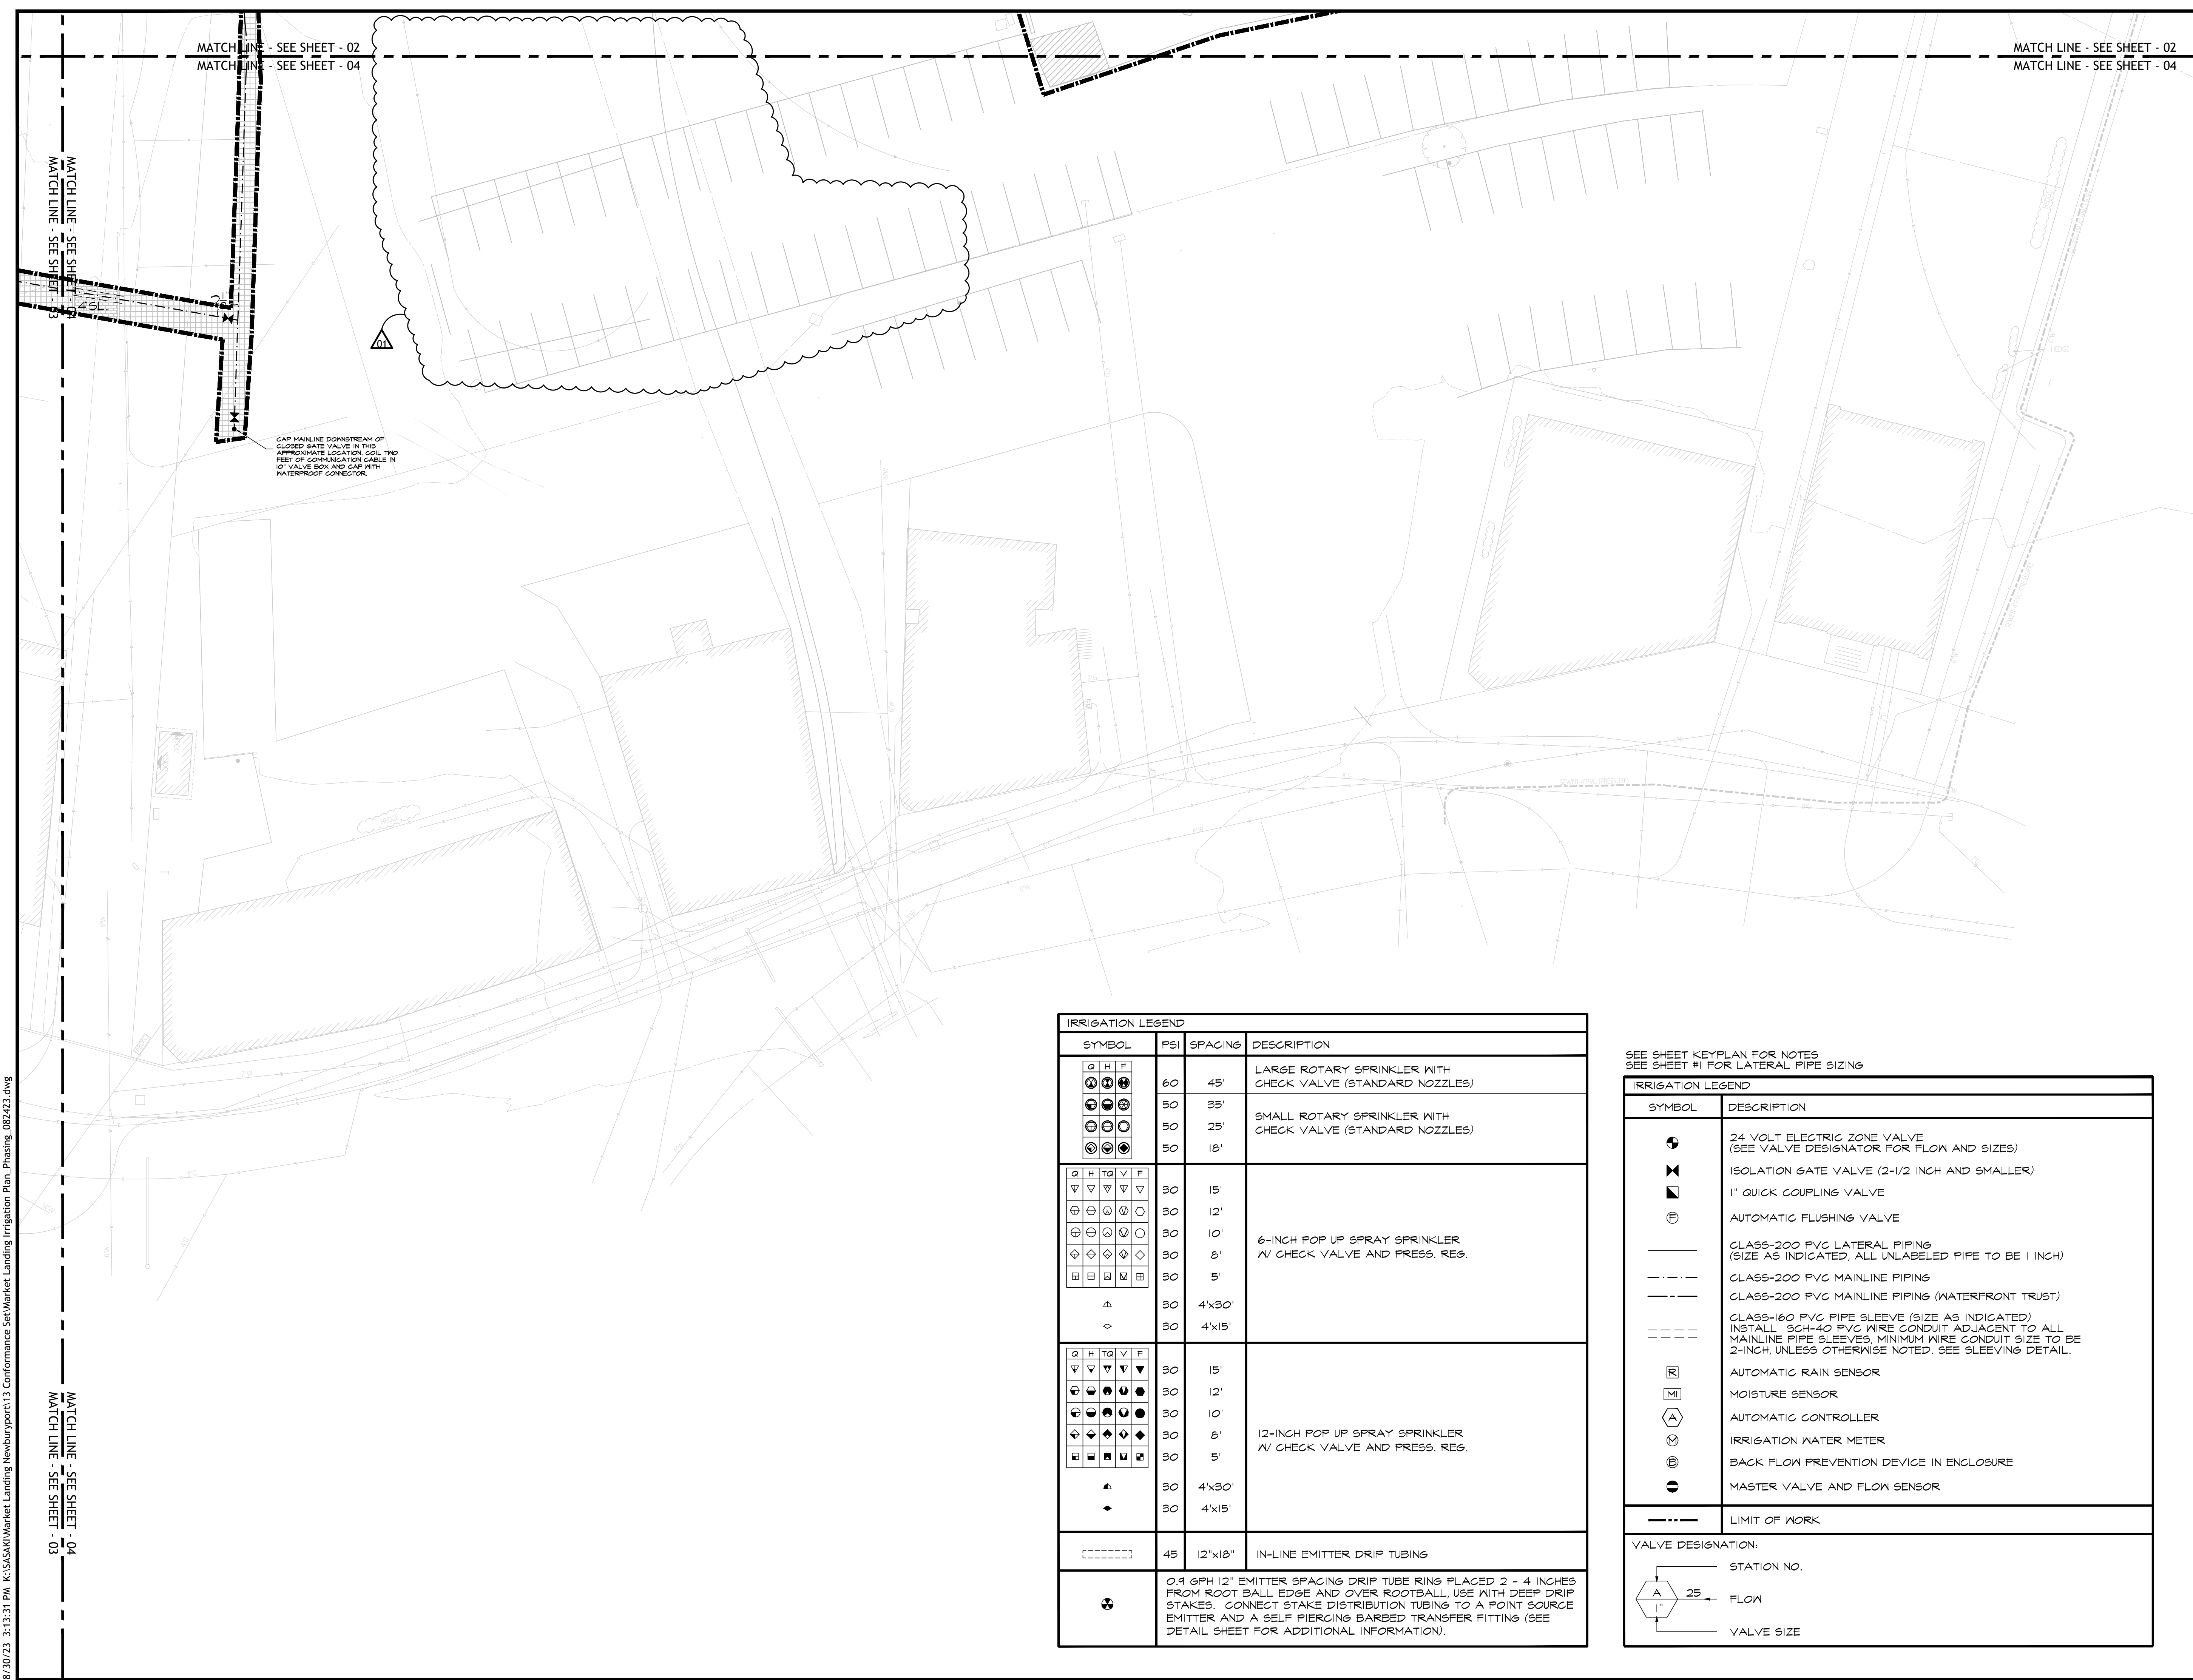 MATCH LINE - SEE SHEET - 02
MATCH LINE - SEE SHEET - 04
MATCH LINE - SEE SHEET - 02
MATCH LINE - SEE SHEET - 04
MATCH LINE - SEE SHEET - 04
MATCH LINE - SEE SHEET - 03
4"SL.
01
CAP MAINLINE DOWNSTREAM OF
CLOSED GATE VALVE IN THIS
APPROXIMATE LOCATION. COIL TWO
FEET OF COMMUNICATION CABLE IN
10" VALVE BOX AND CAP WITH
WATERPROOF CONNECTOR.
HEDGE
HEDGE
SEWER-4"PVC (PRESSURE)
MATCH LINE - SEE SHEET - 04
MATCH LINE - SEE SHEET - 03
8/30/23 3:13:31 PM K:\SASAKI\Market Landing Newburyport\13 Conformance Set\Market Landing Irrigation Plan_Phasing_082423.dwg
IRRIGATION LEGEND
SYMBOL PSI SPACING DESCRIPTION
Q H F
60 45' LARGE ROTARY SPRINKLER WITH
CHECK VALVE (STANDARD NOZZLES)
50 35'
50 25' SMALL ROTARY SPRINKLER WITH
CHECK VALVE (STANDARD NOZZLES)
50 18'
Q H TQ V F
30 15'
30 12'
30 10'
6-INCH POP UP SPRAY SPRINKLER
W/ CHECK VALVE AND PRESS. REG.
30 8'
30 5'
30 4'x30'
30 4'x15'
Q H TQ V F
30 15'
30 12'
30 10'
12-INCH POP UP SPRAY SPRINKLER
W/ CHECK VALVE AND PRESS. REG.
30 8'
30 5'
30 4'x30'
30 4'x15'
45 12"x18" IN-LINE EMITTER DRIP TUBING
0.9 GPH 12" EMITTER SPACING DRIP TUBE RING PLACED 2 - 4 INCHES
FROM ROOT BALL EDGE AND OVER ROOTBALL, USE WITH DEEP DRIP
STAKES. CONNECT STAKE DISTRIBUTION TUBING TO A POINT SOURCE
EMITTER AND A SELF PIERCING BARBED TRANSFER FITTING (SEE
DETAIL SHEET FOR ADDITIONAL INFORMATION).
SEE SHEET KEYPLAN FOR NOTES
SEE SHEET #1 FOR LATERAL PIPE SIZING
IRRIGATION LEGEND
SYMBOL DESCRIPTION
24 VOLT ELECTRIC ZONE VALVE
(SEE VALVE DESIGNATOR FOR FLOW AND SIZES)
ISOLATION GATE VALVE (2-1/2 INCH AND SMALLER)
1" QUICK COUPLING VALVE
F AUTOMATIC FLUSHING VALVE
CLASS-200 PVC LATERAL PIPING
(SIZE AS INDICATED, ALL UNLABELED PIPE TO BE 1 INCH)
CLASS-200 PVC MAINLINE PIPING
CLASS-200 PVC MAINLINE PIPING (WATERFRONT TRUST)
CLASS-160 PVC PIPE SLEEVE (SIZE AS INDICATED)
INSTALL SCH-40 PVC WIRE CONDUIT ADJACENT TO ALL
MAINLINE PIPE SLEEVES, MINIMUM WIRE CONDUIT SIZE TO BE
2-INCH, UNLESS OTHERWISE NOTED. SEE SLEEVING DETAIL.
R AUTOMATIC RAIN SENSOR
M1 MOISTURE SENSOR
A AUTOMATIC CONTROLLER
M IRRIGATION WATER METER
B BACK FLOW PREVENTION DEVICE IN ENCLOSURE
MASTER VALVE AND FLOW SENSOR
LIMIT OF WORK
VALVE DESIGNATION:
STATION NO.
A 25 FLOW
1"
VALVE SIZE